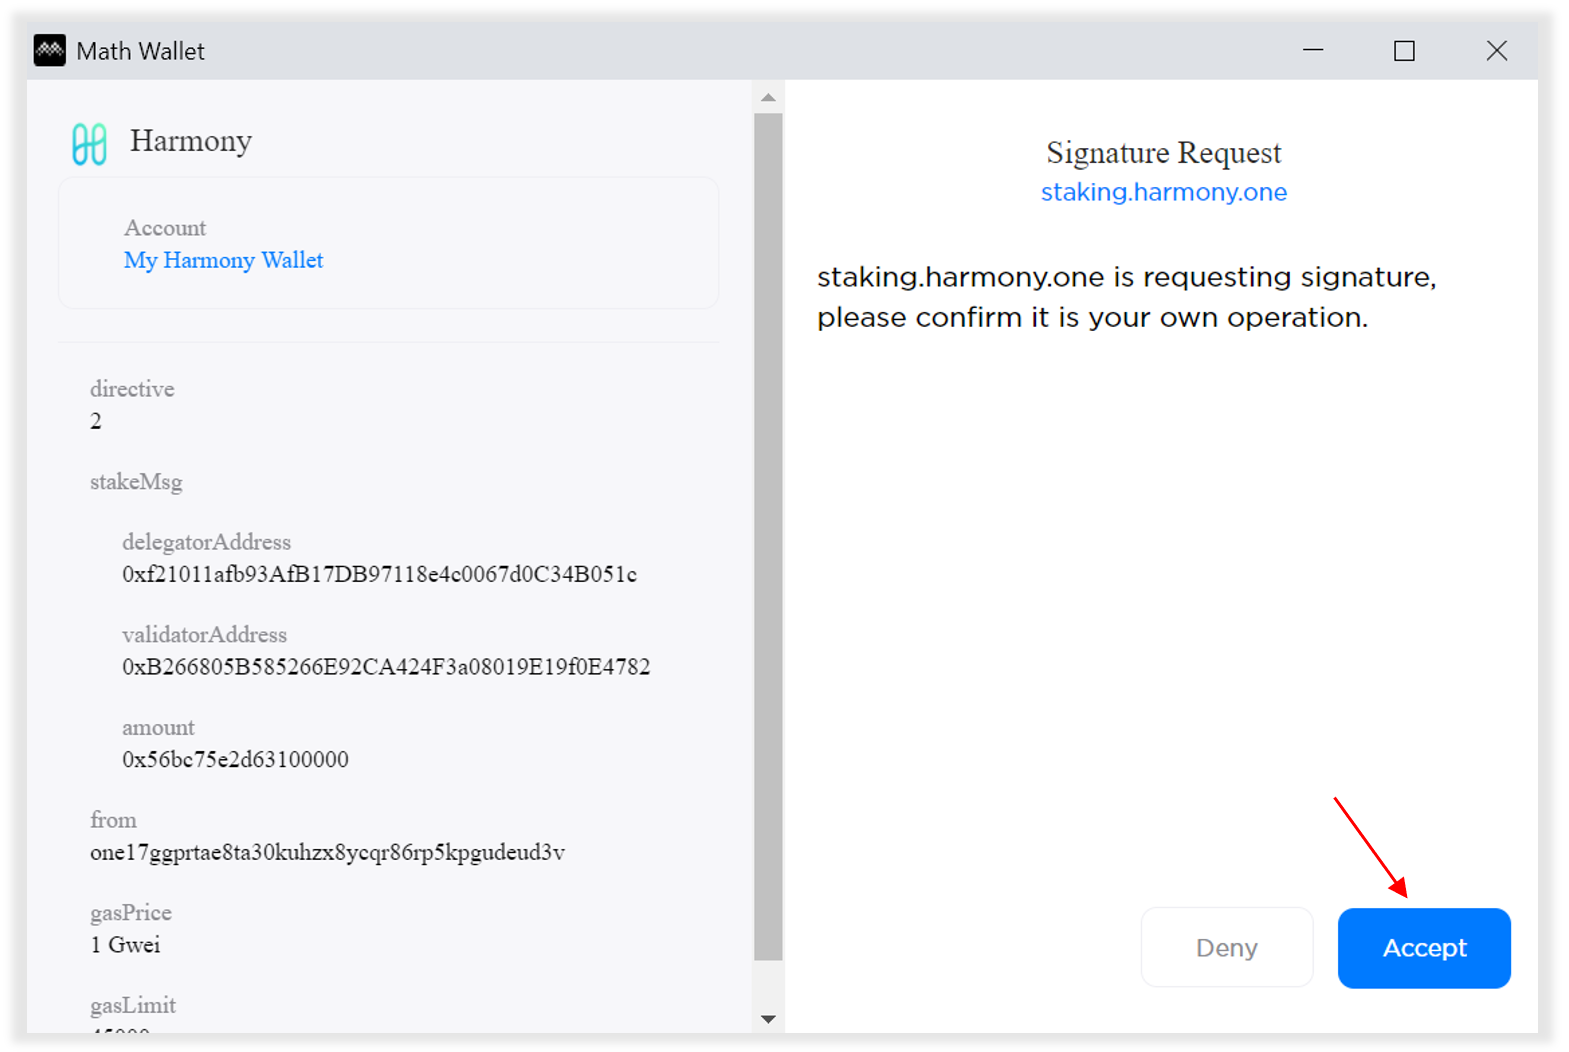 Math Wallet
Harmony
Account
My Harmony Wallet
directive
2
stakeMsg
delegatorAddress
0xf21011afb93AfB17DB97118e4c0067d0C34B051c
validatorAddress
0xB266805B585266E92CA424F3a08019E19f0E4782
amount
0x56bc75e2d63100000
from
one17ggprtae8ta30kuhzx8ycqr86rp5kpgudeud3v
gasPrice
1 Gwei
gasLimit
Signature Request
staking.harmony.one
staking.harmony.one is requesting signature,
please confirm it is your own operation.
Deny
Accept